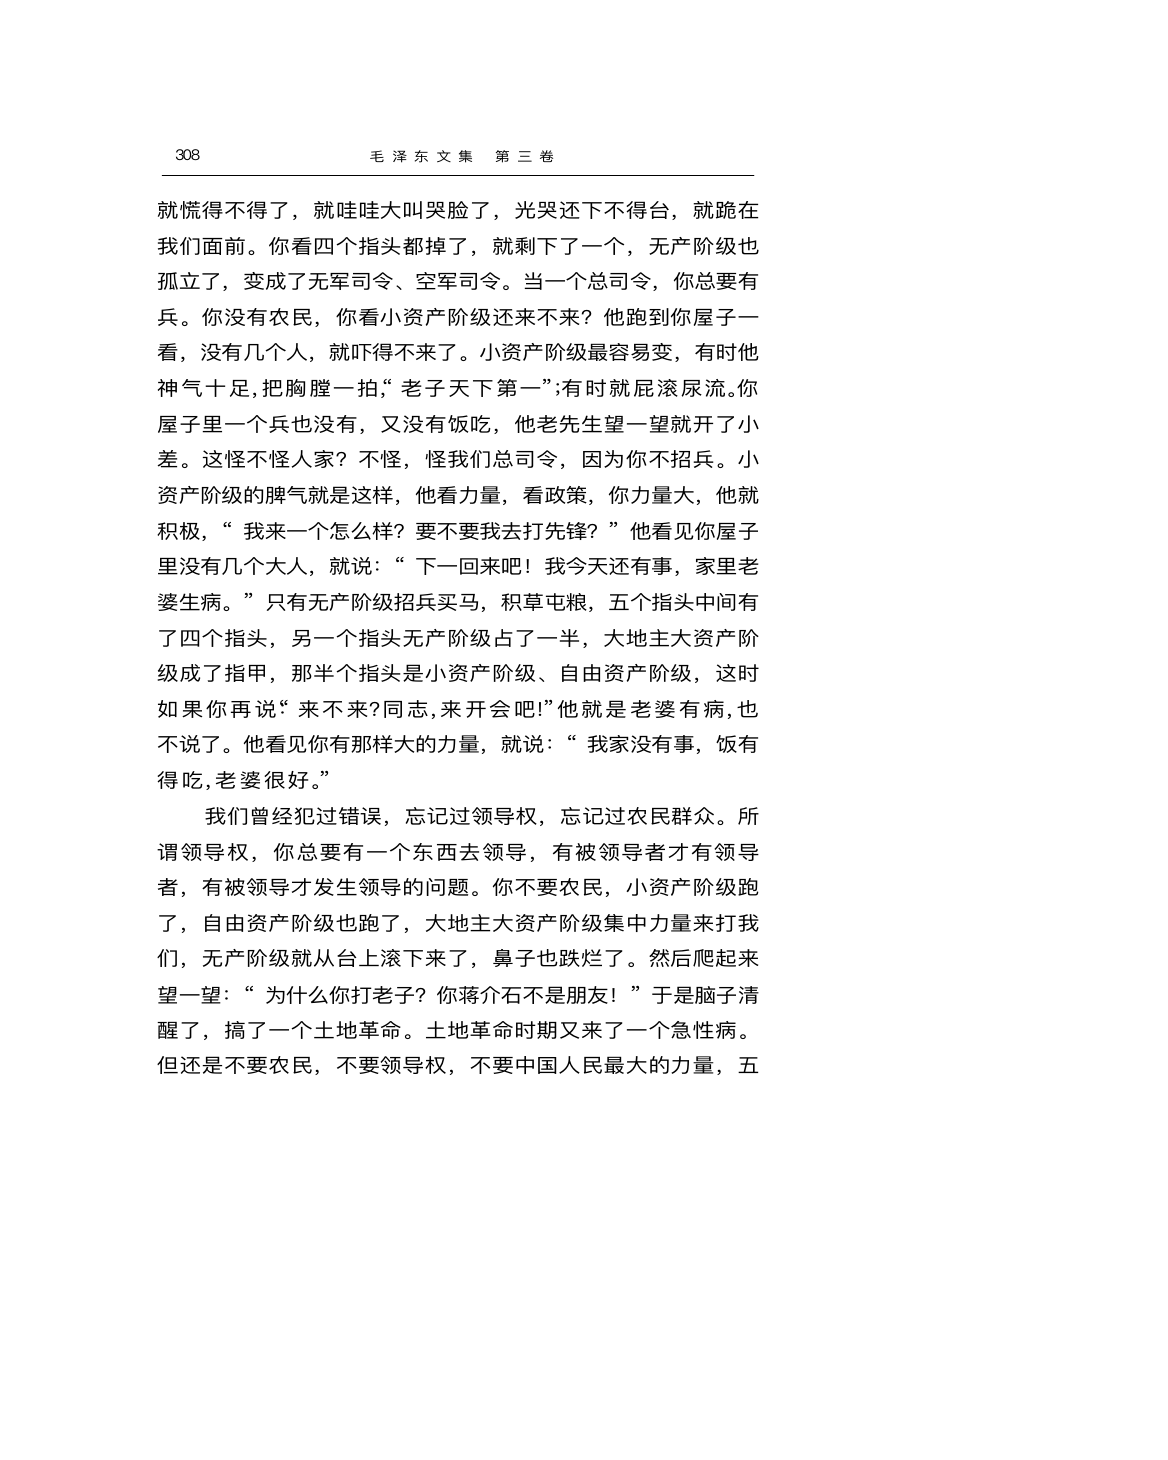 308 毛泽东文集 第三卷
就慌得不得了，就哇哇大叫哭脸了，光哭还下不得台，就跪在
我们面前。你看四个指头都掉了，就剩下了一个，无产阶级也
孤立了，变成了无军司令、空军司令。当一个总司令，你总要有
兵。你没有农民，你看小资产阶级还来不来？他跑到你屋子一
看，没有几个人，就吓得不来了。小资产阶级最容易变，有时他
神气十足，把胸膛一拍，“老子天下第一”；有时就屁滚尿流。你
屋子里一个兵也没有，又没有饭吃，他老先生望一望就开了小
差。这怪不怪人家？不怪，怪我们总司令，因为你不招兵。小
资产阶级的脾气就是这样，他看力量，看政策，你力量大，他就
积极，“我来一个怎么样？要不要我去打先锋？”他看见你屋子
里没有几个大人，就说：“下一回来吧！我今天还有事，家里老
婆生病。”只有无产阶级招兵买马，积草屯粮，五个指头中间有
了四个指头，另一个指头无产阶级占了一半，大地主大资产阶
级成了指甲，那半个指头是小资产阶级、自由资产阶级，这时
如果你再说：“来不来？同志，来开会吧！”他就是老婆有病，也
不说了。他看见你有那样大的力量，就说：“我家没有事，饭有
得吃，老婆很好。”
我们曾经犯过错误，忘记过领导权，忘记过农民群众。所
谓领导权，你总要有一个东西去领导，有被领导者才有领导
者，有被领导才发生领导的问题。你不要农民，小资产阶级跑
了，自由资产阶级也跑了，大地主大资产阶级集中力量来打我
们，无产阶级就从台上滚下来了，鼻子也跌烂了。然后爬起来
望一望：“为什么你打老子？你蒋介石不是朋友！”于是脑子清
醒了，搞了一个土地革命。土地革命时期又来了一个急性病。
但还是不要农民，不要领导权，不要中国人民最大的力量，五